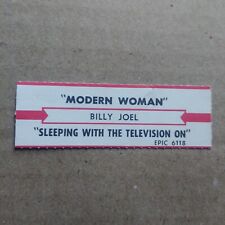 "MODERN WOMAN"
BILLY JOEL
"SLEEPING WITH THE TELEVISION ON"
EPIC 6118